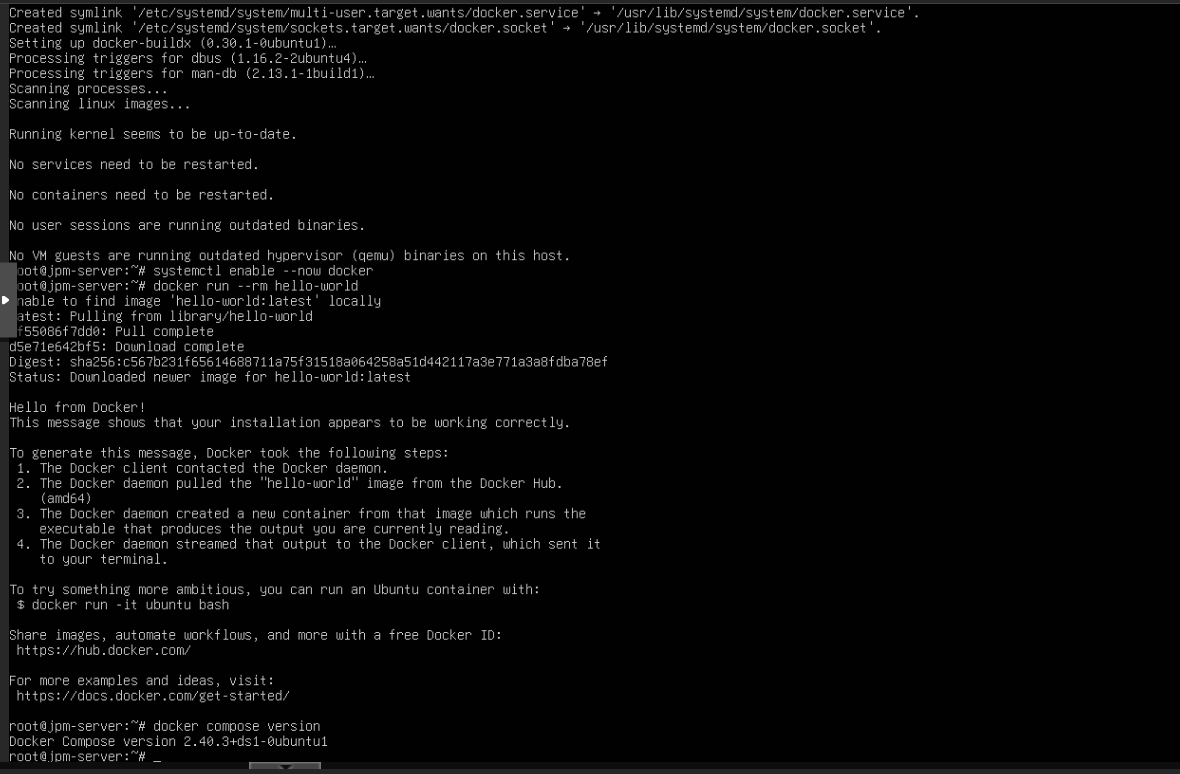 Created symlink '/etc/systemd/system/multi-user.target.wants/docker.service' → '/usr/lib/systemd/system/docker.service'.
Created symlink '/etc/systemd/system/sockets.target.wants/docker.socket' → '/usr/lib/systemd/system/docker.socket'.
Setting up docker-buildx (0.30.1-0ubuntu1)…
Processing triggers for dbus (1.16.2-2ubuntu4)…
Processing triggers for man-db (2.13.1-1build1)…
Scanning processes...
Scanning linux images...
Running kernel seems to be up-to-date.
No services need to be restarted.
No containers need to be restarted.
No user sessions are running outdated binaries.
No VM guests are running outdated hypervisor (qemu) binaries on this host.
oot@jpm-server:~# systemctl enable --now docker
oot@jpm-server:~# docker run --rm hello-world
nable to find image 'hello-world:latest' locally
atest: Pulling from library/hello-world
f55086f7dd0: Pull complete
d5e71e642bf5: Download complete
Digest: sha256:c567b231f65614688711a75f31518a064258a51d442117a3e771a3a8fdba78ef
Status: Downloaded newer image for hello-world:latest
Hello from Docker!
This message shows that your installation appears to be working correctly.
To generate this message, Docker took the following steps:
1. The Docker client contacted the Docker daemon.
2. The Docker daemon pulled the "hello-world" image from the Docker Hub.
(amd64)
3. The Docker daemon created a new container from that image which runs the
executable that produces the output you are currently reading.
4. The Docker daemon streamed that output to the Docker client, which sent it
to your terminal.
To try something more ambitious, you can run an Ubuntu container with:
$ docker run -it ubuntu bash
Share images, automate workflows, and more with a free Docker ID:
https://hub.docker.com/
For more examples and ideas, visit:
https://docs.docker.com/get-started/
root@jpm-server:~# docker compose version
Docker Compose version 2.40.3+ds1-0ubuntu1
root@jpm-server:~# _